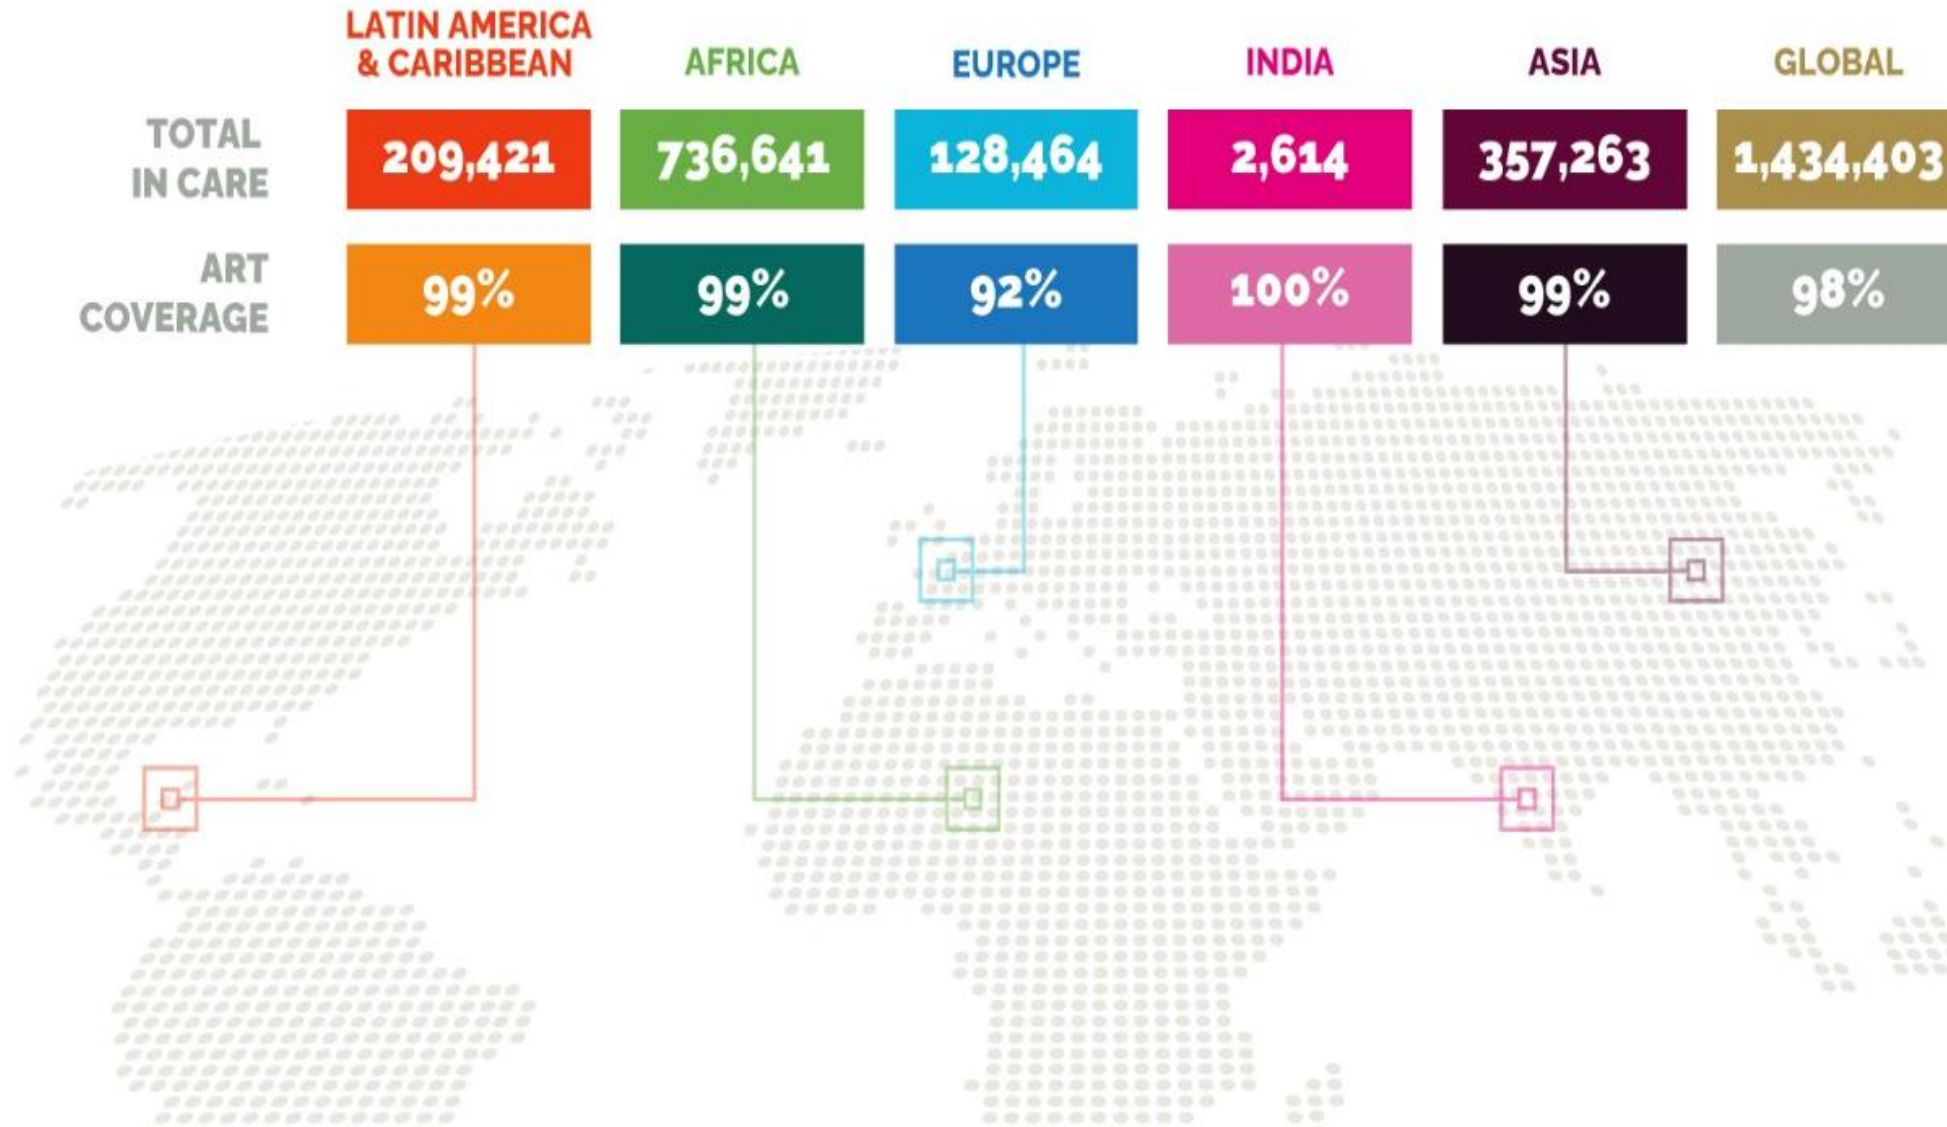 LATIN AMERICA
& CARIBBEAN
AFRICA
EUROPE
INDIA
ASIA
GLOBAL
TOTAL
IN CARE
209,421
736,641
128,464
2,614
357,263
1,434,403
ART
COVERAGE
99%
99%
92%
100%
99%
98%